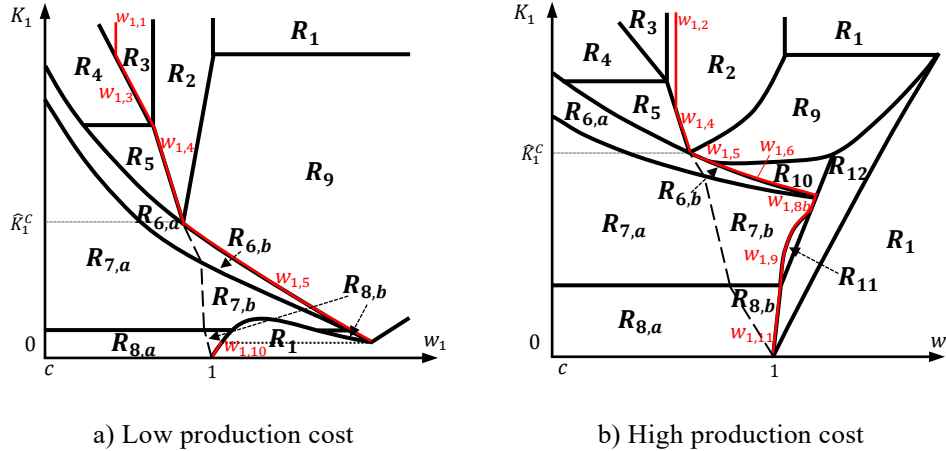 K₁
w₁,₁
R₁
R₃
R₂
R₄
w₁,₃
w₁,₄
R₅
R₉
K̂₁ᶜ
R₆,ₐ
R₆,b
R₇,ₐ
w₁,₅
R₇,b
R₈,b
R₈,ₐ
w₁,₁₀
R₁
0
c
1
w₁
a) Low production cost
K₁
R₃
w₁,₂
R₁
R₄
R₂
R₅
w₁,₄
R₉
R₆,ₐ
K̂₁ᶜ
w₁,₅
w₁,₆
R₁₀
R₁₂
R₆,b
w₁,₈b
R₇,ₐ
R₇,b
w₁,₉
R₁
R₁₁
R₈,b
R₈,ₐ
w₁,₁₁
0
c
1
w
b) High production cost